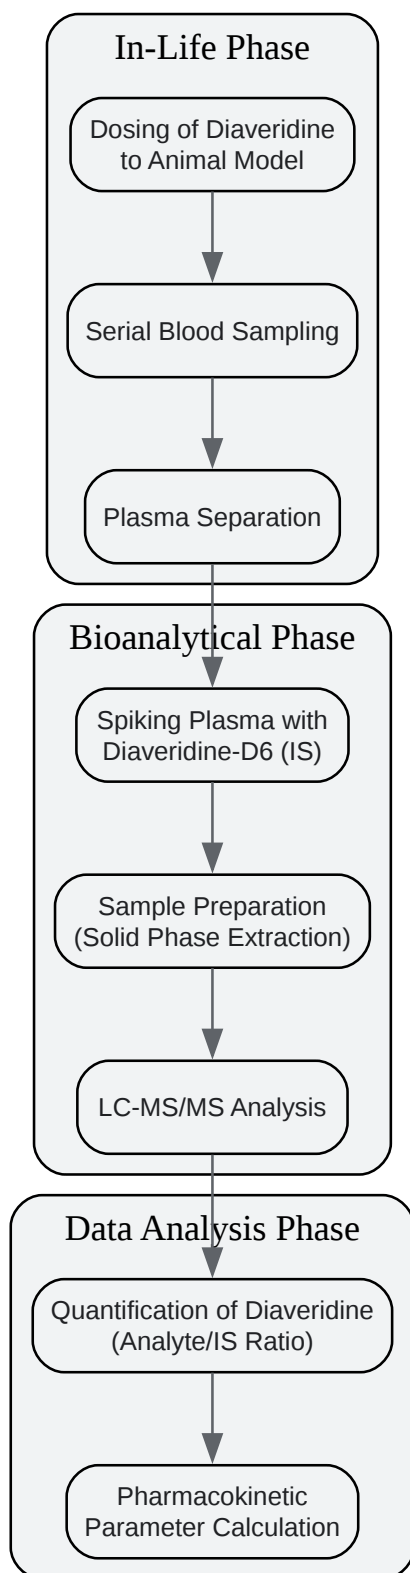 In-Life Phase
Dosing of Diaveridine
to Animal Model
Serial Blood Sampling
Plasma Separation
Bioanalytical Phase
Spiking Plasma with
Diaveridine-D6 (IS)
Sample Preparation
(Solid Phase Extraction)
LC-MS/MS Analysis
Data Analysis Phase
Quantification of Diaveridine
(Analyte/IS Ratio)
Pharmacokinetic
Parameter Calculation